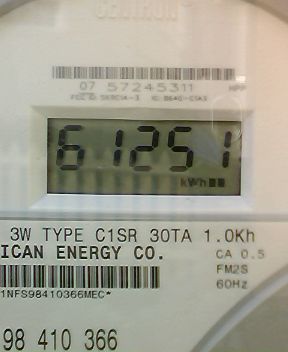 CENTRON
07 57245311
61251
kWh
3W TYPE C1SR 30TA 1.0Kh
ICAN ENERGY CO.
CA 0.5
FM2S
60Hz
1NFS98410366MEC*
98 410 366